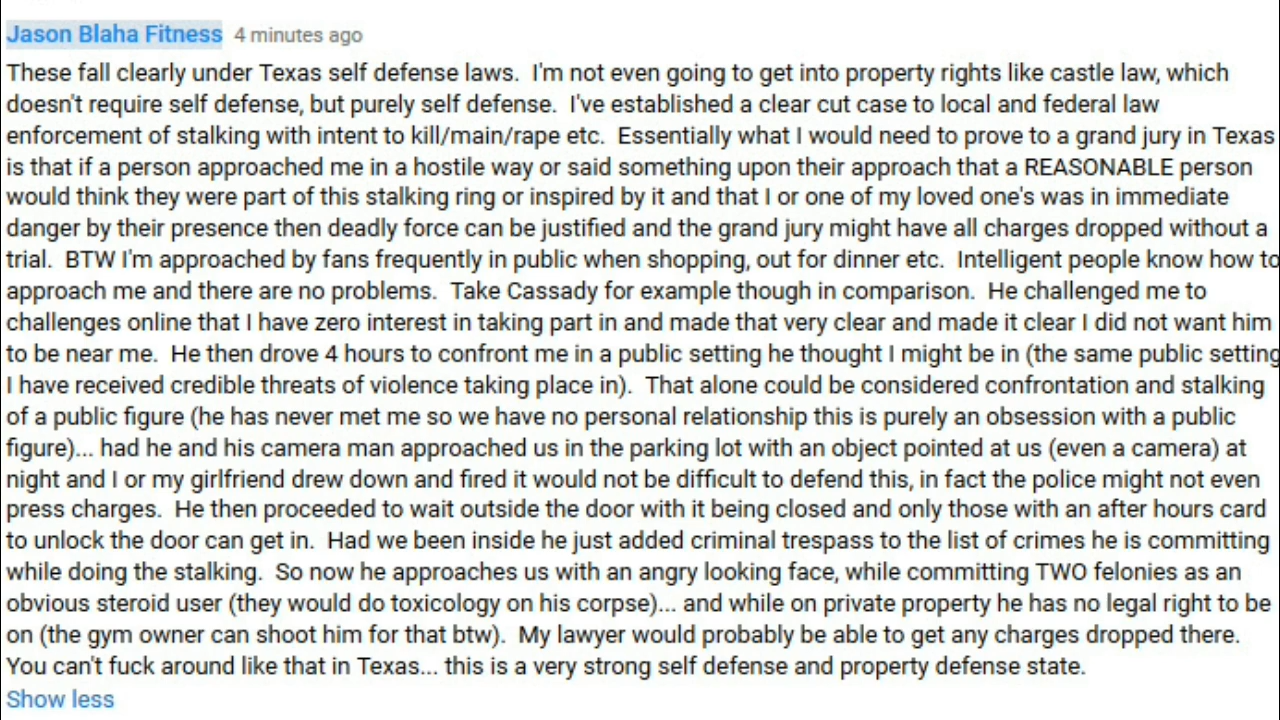 Jason Blaha Fitness 4 minutes ago
These fall clearly under Texas self defense laws.  I'm not even going to get into property rights like castle law, which
doesn't require self defense, but purely self defense.  I've established a clear cut case to local and federal law
enforcement of stalking with intent to kill/main/rape etc.  Essentially what I would need to prove to a grand jury in Texas
is that if a person approached me in a hostile way or said something upon their approach that a REASONABLE person
would think they were part of this stalking ring or inspired by it and that I or one of my loved one's was in immediate
danger by their presence then deadly force can be justified and the grand jury might have all charges dropped without a
trial.  BTW I'm approached by fans frequently in public when shopping, out for dinner etc.  Intelligent people know how to
approach me and there are no problems.  Take Cassady for example though in comparison.  He challenged me to
challenges online that I have zero interest in taking part in and made that very clear and made it clear I did not want him
to be near me.  He then drove 4 hours to confront me in a public setting he thought I might be in (the same public setting
I have received credible threats of violence taking place in).  That alone could be considered confrontation and stalking
of a public figure (he has never met me so we have no personal relationship this is purely an obsession with a public
figure)... had he and his camera man approached us in the parking lot with an object pointed at us (even a camera) at
night and I or my girlfriend drew down and fired it would not be difficult to defend this, in fact the police might not even
press charges.  He then proceeded to wait outside the door with it being closed and only those with an after hours card
to unlock the door can get in.  Had we been inside he just added criminal trespass to the list of crimes he is committing
while doing the stalking.  So now he approaches us with an angry looking face, while committing TWO felonies as an
obvious steroid user (they would do toxicology on his corpse)... and while on private property he has no legal right to be
on (the gym owner can shoot him for that btw).  My lawyer would probably be able to get any charges dropped there.
You can't fuck around like that in Texas... this is a very strong self defense and property defense state.
Show less